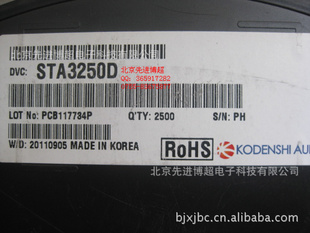 北京先进博超
DVC: STA3250D
QQ: 365917282
LOT No: PCB117734P Q'TY: 2500 S/N: PH
W/D: 20110905 MADE IN KOREA
RoHS KODENSHI AU
北京先进博超电子科技有限公司
bjxjbc.cn.alibaba.com